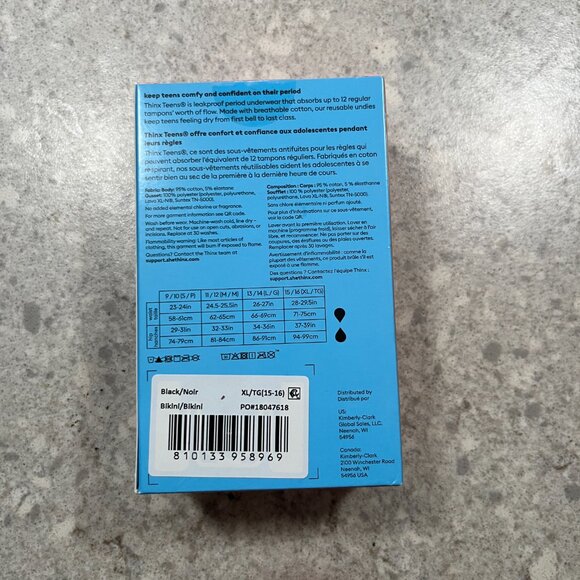 keep teens comfy and confident on their period
Thinx Teens® is leakproof period underwear that absorbs up to 12 regular
tampons' worth of flow. Made with breathable cotton, our reusable undies
keep teens feeling dry from first bell to last class.
Thinx Teens® offre confort et confiance aux adolescentes pendant
leurs règles
Thinx Teens®, ce sont des sous-vêtements antifuites pour les règles qui
peuvent absorber l'équivalent de 12 tampons réguliers. Fabriqués en coton
respirant, nos sous-vêtements réutilisables aident les adolescentes à se
sentir bien au sec de la première à la dernière heure de cours.
Fabric: Body: 95% cotton, 5% elastane
Gusset: 100% polyester (polyester, polyurethane,
Lava XL-NB, Suntex TN-5000).
No added elemental chlorine or fragrance.
For more garment information see QR code.
Wash before wear. Machine-wash cold, line dry –
and repeat. Not for use on open cuts, abrasions, or
incisions. Replace at 30 washes.
Flammability warning: Like most articles of
clothing, this garment will burn if exposed to flame.
Questions? Contact the Thinx team at
support.shethinx.com
Composition : Corps : 95 % coton, 5 % élasthanne
Soufflet : 100 % polyester (polyester, polyuréthane,
Lava XL-NB, Suntex TN-5000).
Sans chlore élémentaire ni parfum ajouté.
Pour plus d'informations sur le sous-vêtement, voir
le code QR.
Laver avant la première utilisation. Laver en
machine (programme froid), laisser sécher à l'air
libre, et recommencer. Ne pas porter sur des
coupures, des éraflures ou des plaies ouvertes.
Remplacer après 30 lavages.
Avertissement d'inflammabilité : comme la
plupart des vêtements, ce produit brûle s'il est
exposé à une flamme.
Des questions ? Contactez l'équipe Thinx :
support.shethinx.com
9 / 10 (S / P) 11 / 12 (M / M) 13 / 14 (L / G) 15 / 16 (XL / TG)
waist taille 23-24in 24.5-25.5in 26-27in 28-29.5in
58-61cm 62-65cm 66-69cm 71-75cm
hip hanches 29-31in 32-33in 34-36in 37-39in
74-79cm 81-84cm 86-91cm 94-99cm
Black/Noir XL/TG(15-16)
Bikini/Bikini PO#18047618
810133958969
Distributed by
Distribué par
US:
Kimberly-Clark
Global Sales, LLC.
Neenah, WI
54956
Canada:
Kimberly-Clark
2100 Winchester Road
Neenah, WI
54956 USA